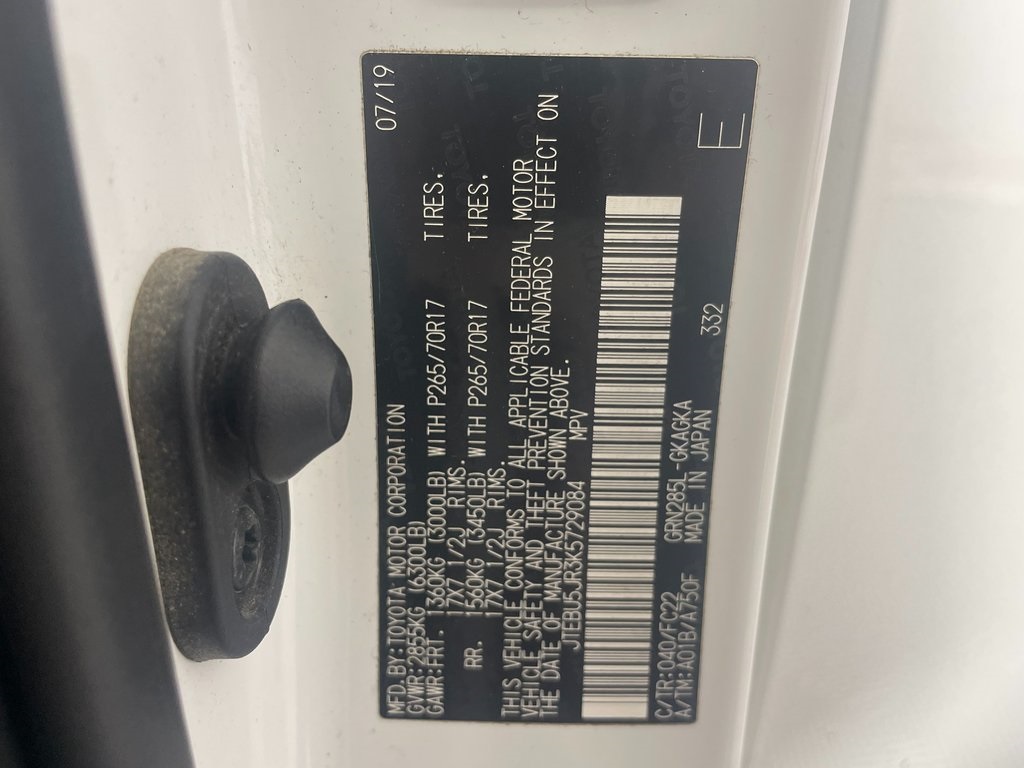 MFD.BY:TOYOTA MOTOR CORPORATION 07/19
GVWR:2855KG (6300LB)
GAWR:FRT. 1360KG (3000LB) WITH P265/70R17 TIRES,
17X7 1/2J RIMS.
RR. 1560KG (3450LB) WITH P265/70R17 TIRES,
17X7 1/2J RIMS.
THIS VEHICLE CONFORMS TO ALL APPLICABLE FEDERAL MOTOR
VEHICLE SAFETY AND THEFT PREVENTION STANDARDS IN EFFECT ON
THE DATE OF MANUFACTURE SHOWN ABOVE.
JTEBU5JR3K5729084 MPV
C/TR:040/FC22 GRN285L-GKAGKA
A/TM:A01B/A750F MADE IN JAPAN 332
E